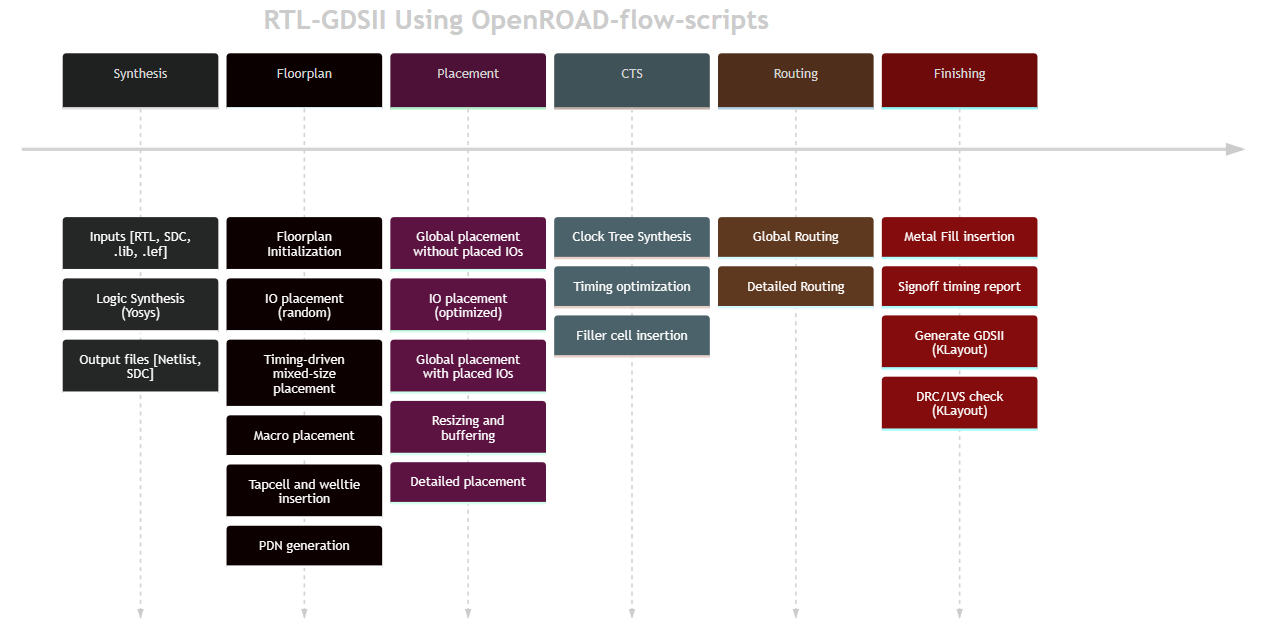 RTL-GDSII Using OpenROAD-flow-scripts
Synthesis
Floorplan
Placement
CTS
Routing
Finishing
Inputs [RTL, SDC,
.lib, .lef]
Logic Synthesis
(Yosys)
Output files [Netlist,
SDC]
Floorplan
Initialization
IO placement
(random)
Timing-driven
mixed-size
placement
Macro placement
Tapcell and welltie
insertion
PDN generation
Global placement
without placed IOs
IO placement
(optimized)
Global placement
with placed IOs
Resizing and
buffering
Detailed placement
Clock Tree Synthesis
Timing optimization
Filler cell insertion
Global Routing
Detailed Routing
Metal Fill insertion
Signoff timing report
Generate GDSII
(KLayout)
DRC/LVS check
(KLayout)